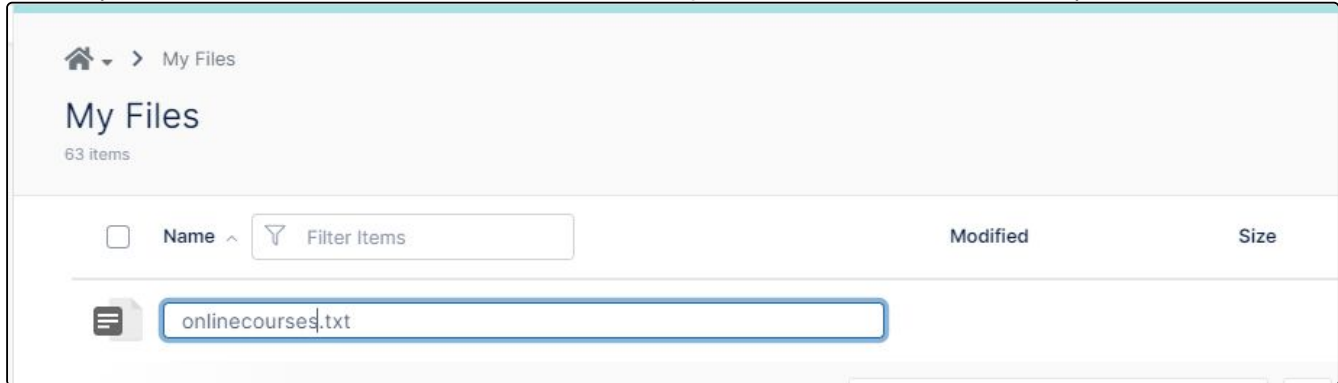 My Files
My Files
63 items
Name Filter Items Modified Size
onlinecourses.txt